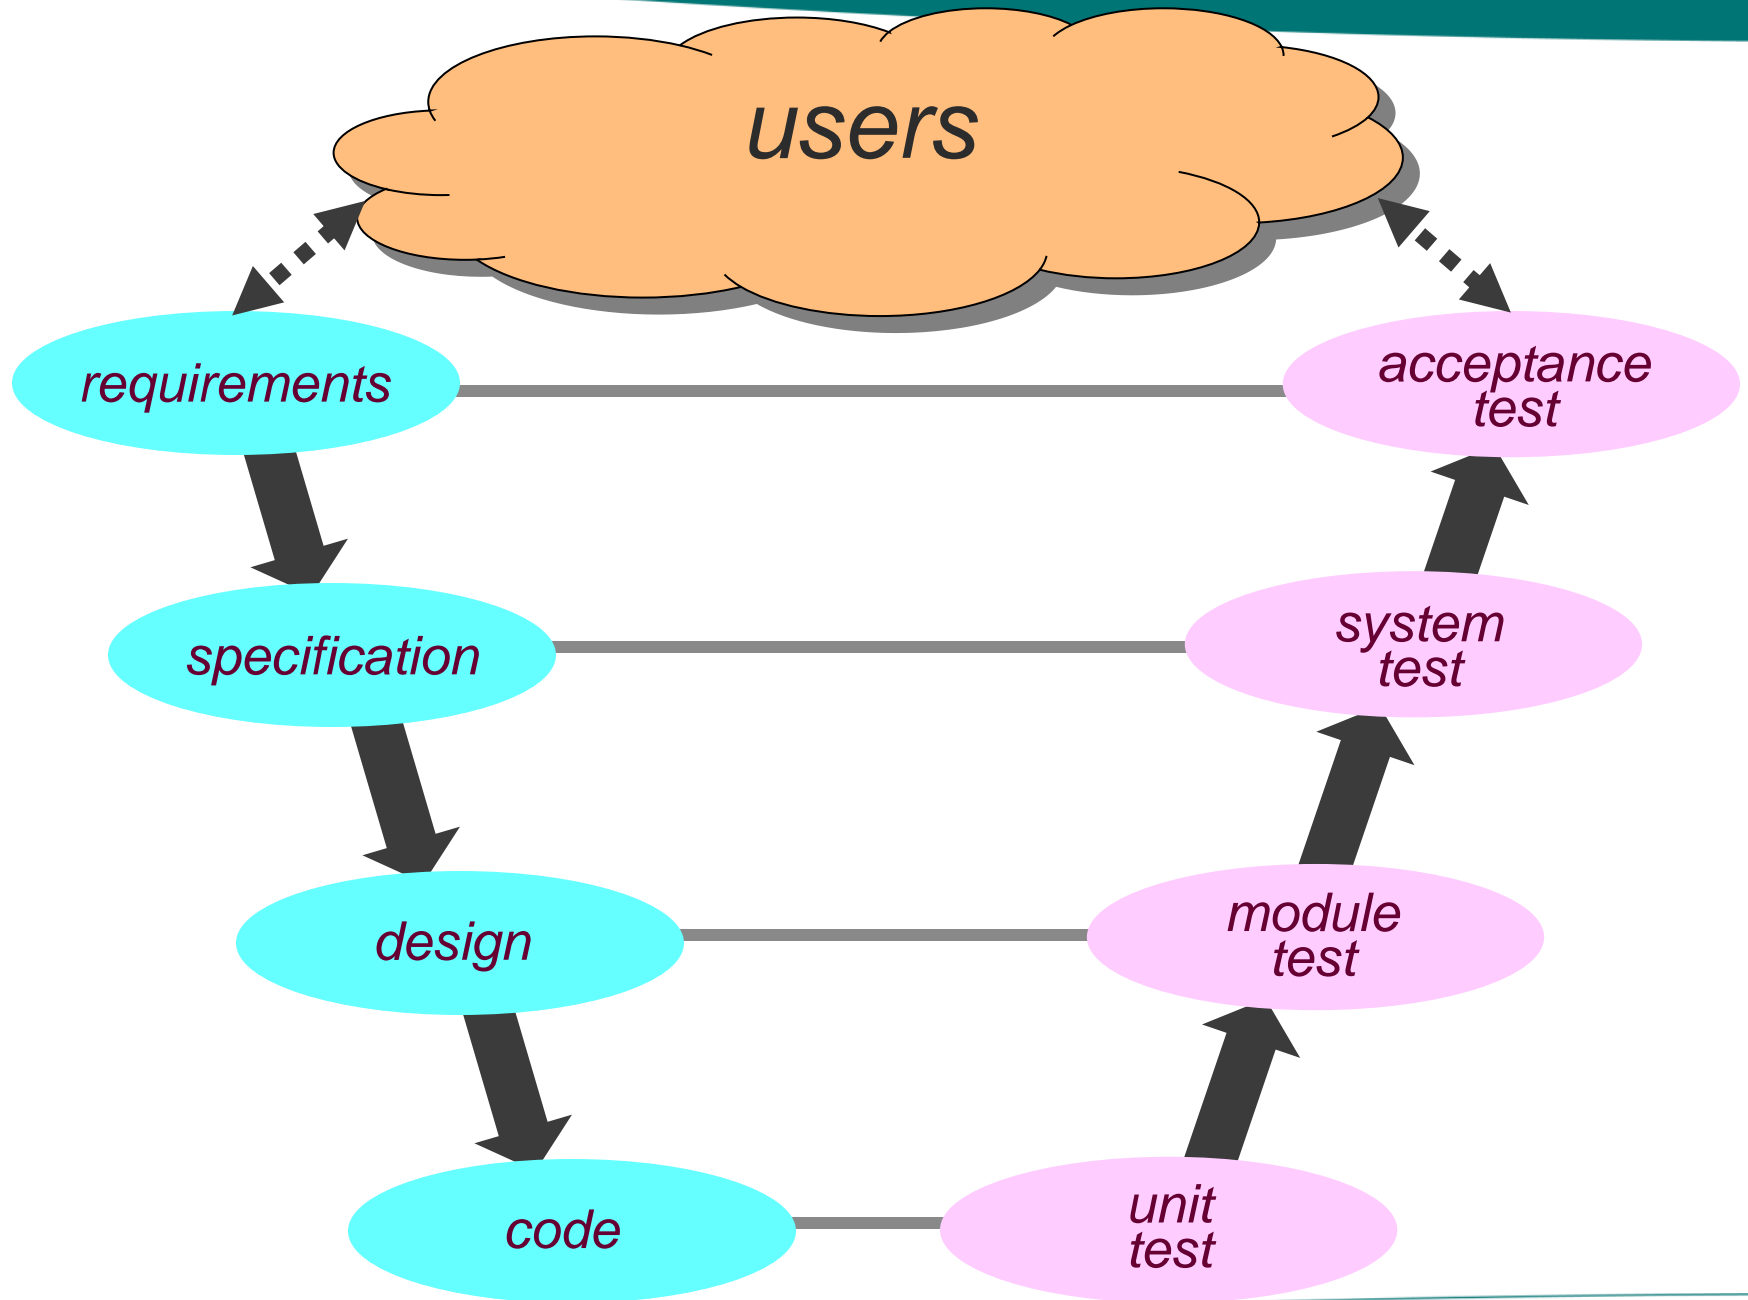 users
requirements
acceptance
test
specification
system
test
design
module
test
code
unit
test